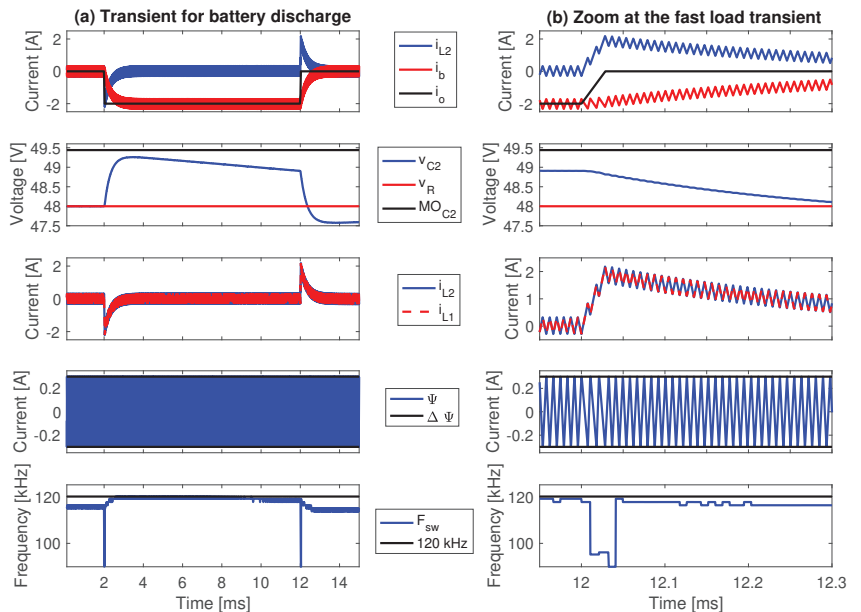 (a) Transient for battery discharge
(b) Zoom at the fast load transient
Current [A]
2
0
-2
i_L2
i_b
i_o
Current [A]
2
0
-2
Voltage [V]
49.5
49
48
47.5
v_C2
v_R
MO_C2
Voltage [V]
49.5
49
48
47.5
Current [A]
2
0
-2
i_L2
i_L1
Current [A]
2
1
0
Current [A]
0.2
0
-0.2
Ψ
Δ Ψ
Current [A]
0.2
0
-0.2
Frequency [kHz]
120
100
2 4 6 8 10 12 14
Time [ms]
F_sw
120 kHz
Frequency [kHz]
120
100
12 12.1 12.2 12.3
Time [ms]